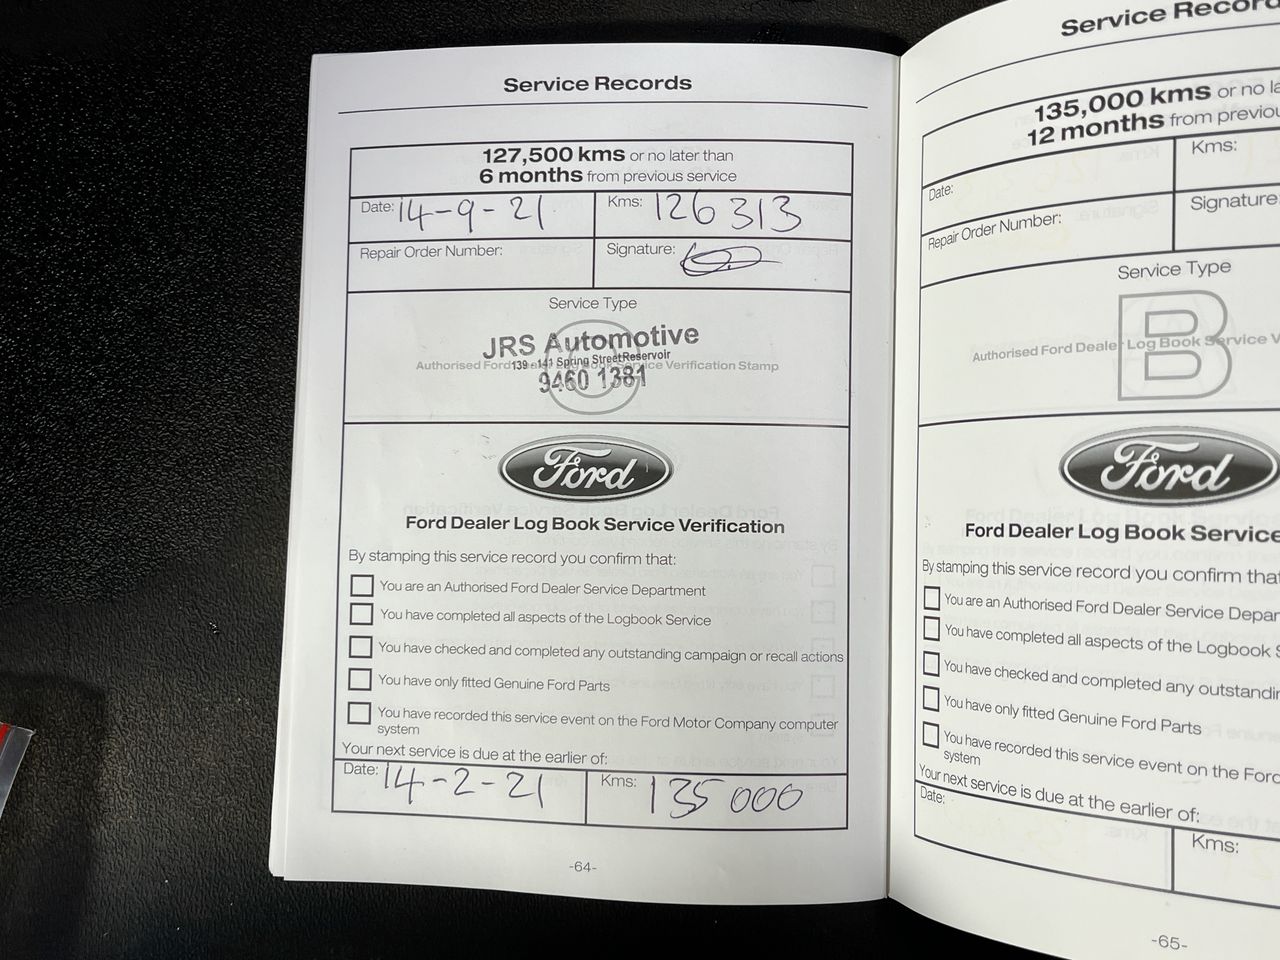 Service Records
127,500 kms or no later than
6 months from previous service
Date: 14-9-21 Kms: 126313
Repair Order Number: Signature:
Service Type
JRS Automotive
139 - 141 Spring Street Reservoir
Authorised Ford Service Verification Stamp
9460 1381
Ford
Ford Dealer Log Book Service Verification
By stamping this service record you confirm that:
You are an Authorised Ford Dealer Service Department
You have completed all aspects of the Logbook Service
You have checked and completed any outstanding campaign or recall actions
You have only fitted Genuine Ford Parts
You have recorded this service event on the Ford Motor Company computer
system
Your next service is due at the earlier of:
Date: 14-2-21 Kms: 135000
-64-
Service Record
135,000 kms or no la
12 months from previou
Date: Kms:
Repair Order Number: Signature:
Service Type
B
Authorised Ford Dealer Log Book Service V
Ford
Ford Dealer Log Book Service
By stamping this service record you confirm that
You are an Authorised Ford Dealer Service Depar
You have completed all aspects of the Logbook S
You have checked and completed any outstandin
You have only fitted Genuine Ford Parts
You have recorded this service event on the Ford
system
Your next service is due at the earlier of:
Date: Kms:
-65-